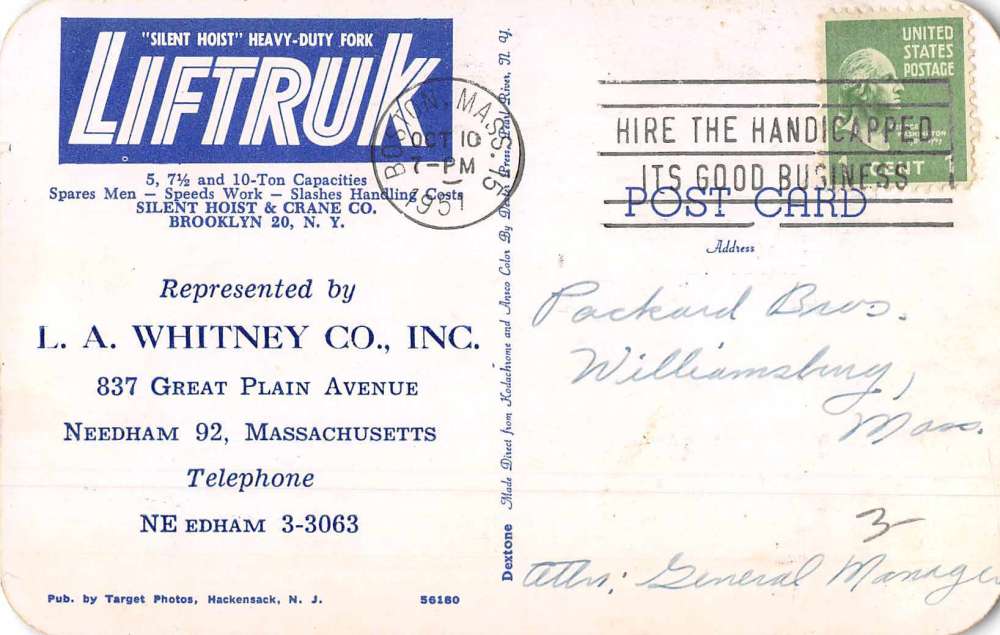 "SILENT HOIST" HEAVY-DUTY FORK
LIFTRUK
5, 7½ and 10-Ton Capacities
Spares Men — Speeds Work — Slashes Handling Costs
SILENT HOIST & CRANE CO.
BROOKLYN 20, N. Y.
Represented by
L. A. WHITNEY CO., INC.
837 GREAT PLAIN AVENUE
NEEDHAM 92, MASSACHUSETTS
Telephone
NE EDHAM 3-3063
Pub. by Target Photos, Hackensack, N. J.
56180
BOSTON, MASS. 15
OCT 10
7-PM
1951
Dextone Made Direct from Kodachrome and Ansco Color By Dexter Press, Pearl River, N. Y.
UNITED
STATES
POSTAGE
WASHINGTON
1 CENT 1
HIRE THE HANDICAPPED
ITS GOOD BUSINESS
POST CARD
Address
Packard Bros.
Williamsburg,
Mass.
3
Attn: General Manager